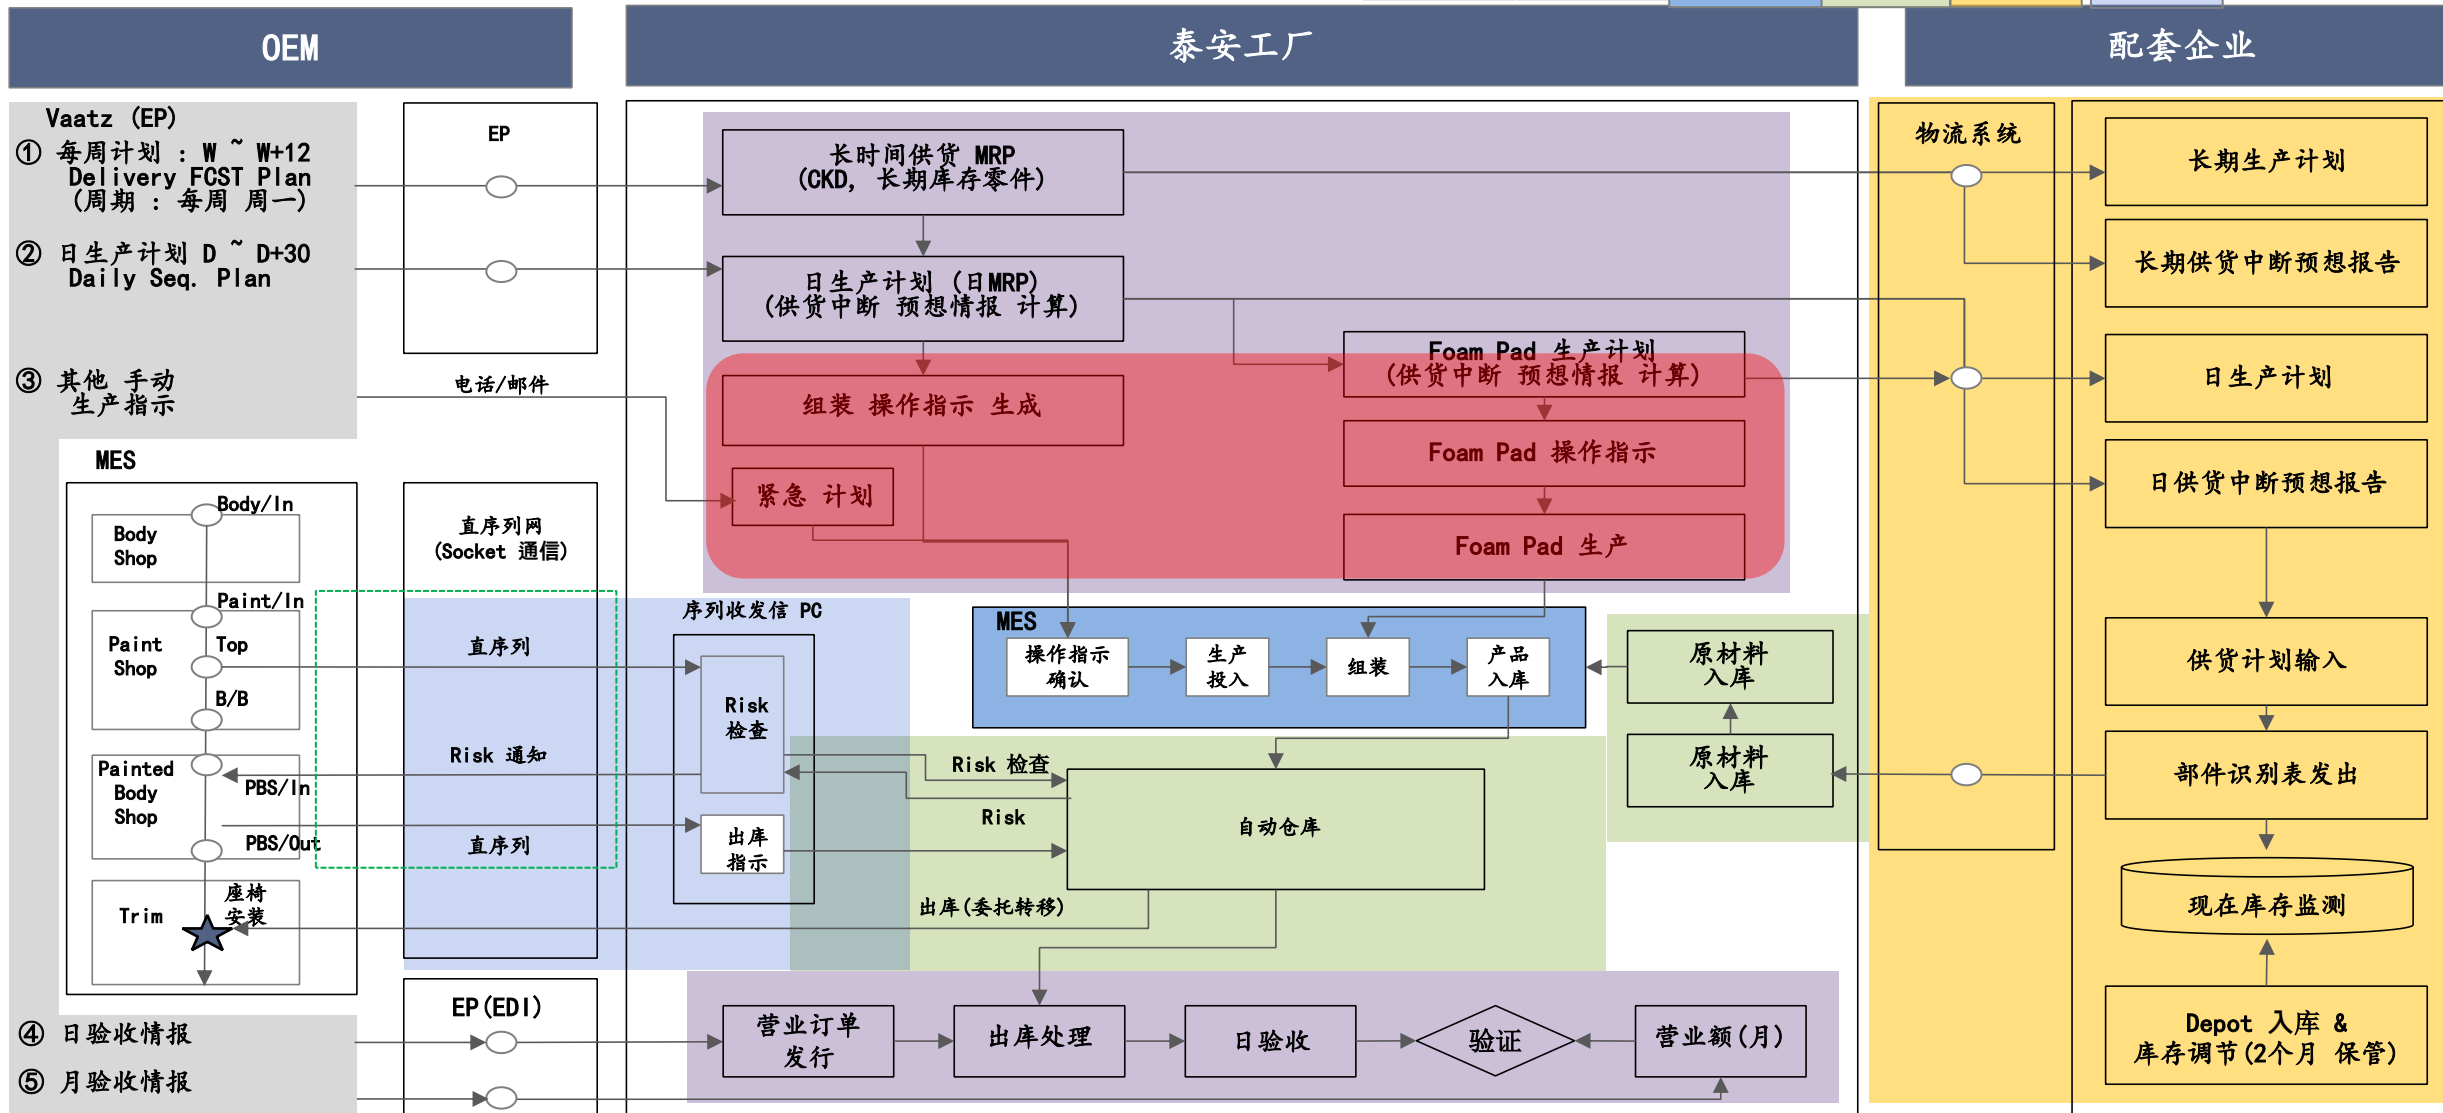 OEM
泰安工厂
配套企业
Vaatz (EP)
① 每周计划 : W ~ W+12
Delivery FCST Plan
(周期 : 每周 周一)
② 日生产计划 D ~ D+30
Daily Seq. Plan
③ 其他 手动
生产指示
EP
电话/邮件
长时间供货 MRP
(CKD, 长期库存零件)
日生产计划 (日MRP)
(供货中断 预想情报 计算)
组装 操作指示 生成
紧急 计划
Foam Pad 生产计划
(供货中断 预想情报 计算)
Foam Pad 操作指示
Foam Pad 生产
物流系统
长期生产计划
长期供货中断预想报告
日生产计划
日供货中断预想报告
供货计划输入
部件识别表发出
现在库存监测
Depot 入库 &
库存调节(2个月 保管)
MES
Body/In
Body
Shop
Paint/In
Paint
Shop
Top
B/B
Painted
Body
Shop
PBS/In
PBS/Out
Trim
座椅
安装
直序列网
(Socket 通信)
直序列
Risk 通知
直序列
序列收发信 PC
Risk
检查
出库
指示
MES
操作指示
确认
生产
投入
组装
产品
入库
原材料
入库
原材料
入库
Risk 检查
Risk
自动仓库
出库(委托转移)
④ 日验收情报
⑤ 月验收情报
EP(EDI)
营业订单
发行
出库处理
日验收
验证
营业额(月)